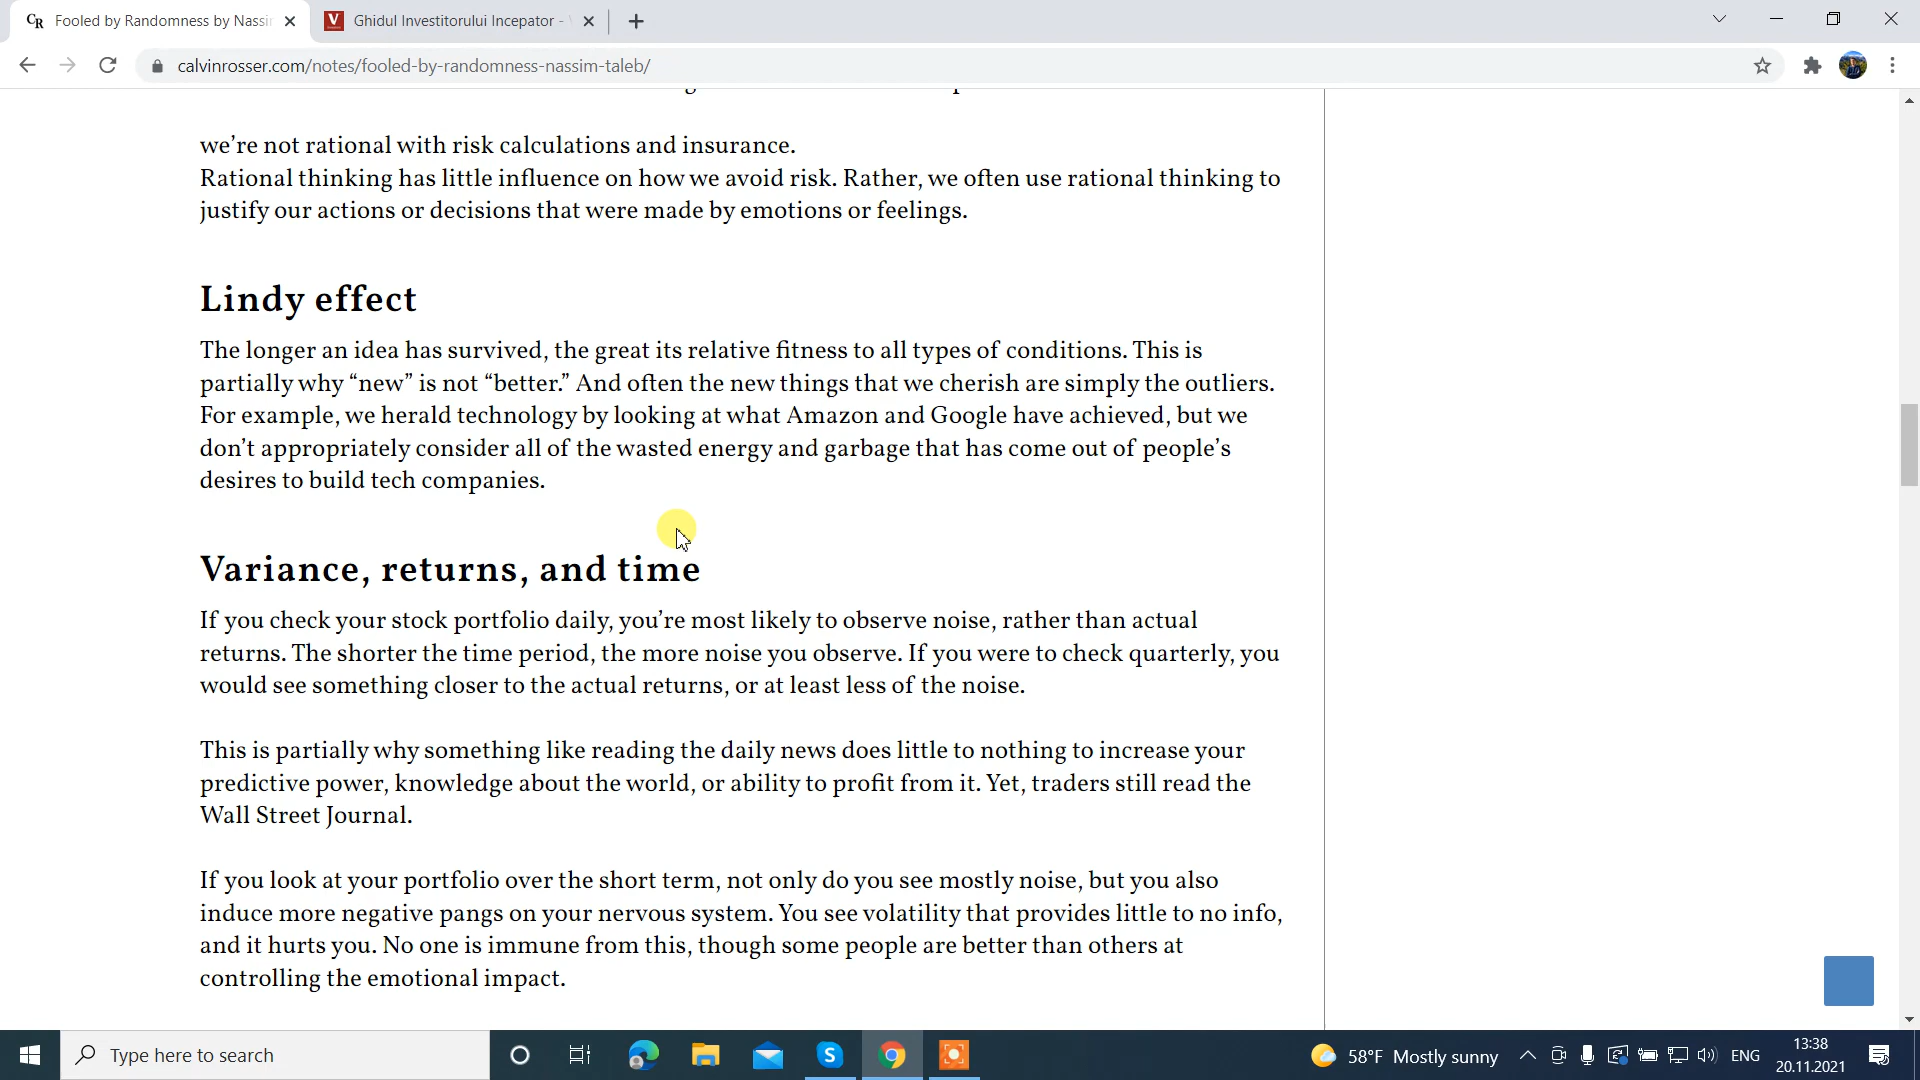 Fooled by Randomness by Nassi
Ghidul Investitorului Incepator -
calvinrosser.com/notes/fooled-by-randomness-nassim-taleb/
we’re not rational with risk calculations and insurance.
Rational thinking has little influence on how we avoid risk. Rather, we often use rational thinking to
justify our actions or decisions that were made by emotions or feelings.
Lindy effect
The longer an idea has survived, the great its relative fitness to all types of conditions. This is
partially why “new” is not “better.” And often the new things that we cherish are simply the outliers.
For example, we herald technology by looking at what Amazon and Google have achieved, but we
don’t appropriately consider all of the wasted energy and garbage that has come out of people’s
desires to build tech companies.
Variance, returns, and time
If you check your stock portfolio daily, you’re most likely to observe noise, rather than actual
returns. The shorter the time period, the more noise you observe. If you were to check quarterly, you
would see something closer to the actual returns, or at least less of the noise.
This is partially why something like reading the daily news does little to nothing to increase your
predictive power, knowledge about the world, or ability to profit from it. Yet, traders still read the
Wall Street Journal.
If you look at your portfolio over the short term, not only do you see mostly noise, but you also
induce more negative pangs on your nervous system. You see volatility that provides little to no info,
and it hurts you. No one is immune from this, though some people are better than others at
controlling the emotional impact.
Type here to search
58°F Mostly sunny
ENG
13:38
20.11.2021